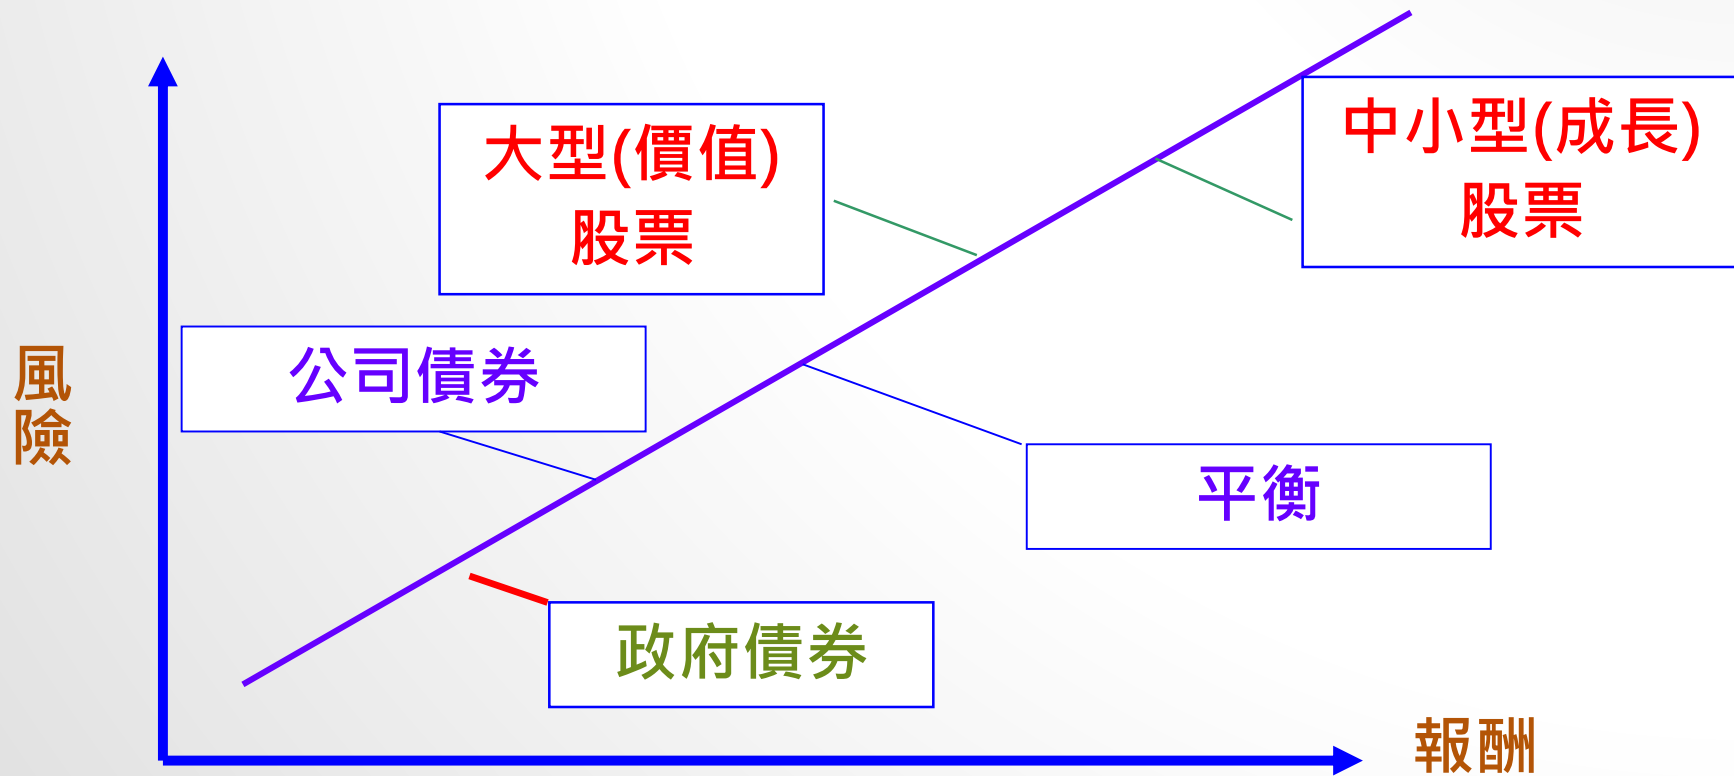 中小型(成長)
股票
大型(價值)
股票
公司債券
風
險
平衡
政府債券
報酬